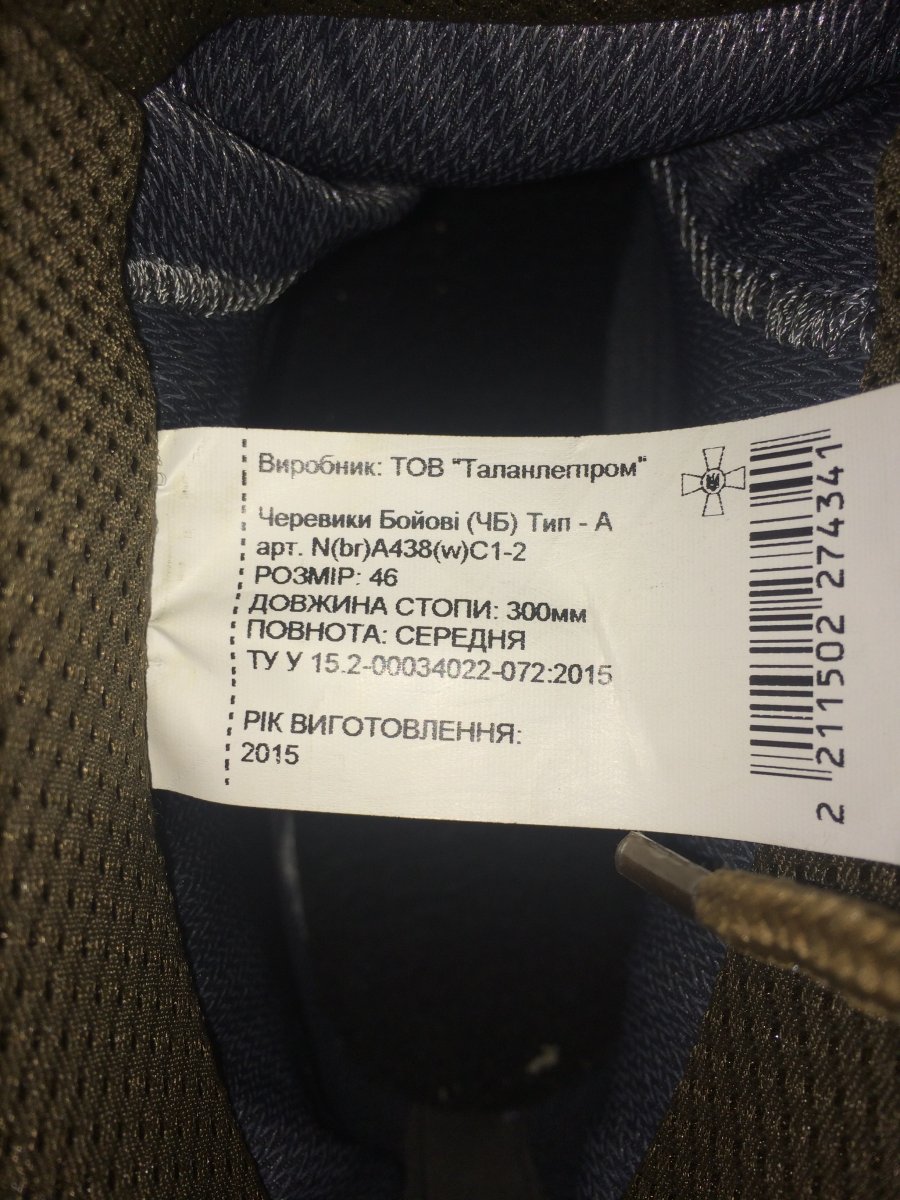 Виробник: ТОВ "Таланлегпром"
Черевики Бойові (ЧБ) Тип - А
арт. N(br)A438(w)C1-2
РОЗМІР: 46
ДОВЖИНА СТОПИ: 300мм
ПОВНОТА: СЕРЕДНЯ
ТУ У 15.2-00034022-072:2015
РІК ВИГОТОВЛЕННЯ:
2015
2 211502 274341